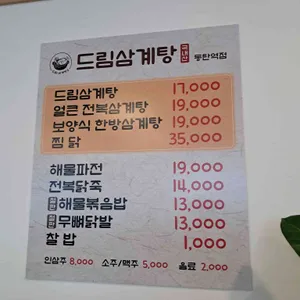 드림삼계탕 국내산 동탄역점
드림삼계탕 17,000
얼큰 전복삼계탕 19,000
보양식 한방삼계탕 19,000
찜 닭 35,000
해물파전 19,000
전복닭죽 14,000
해물볶음밥 13,000
무뼈닭발 13,000
찰 밥 1,000
인삼주 8,000 소주/맥주 5,000 음료 2,000